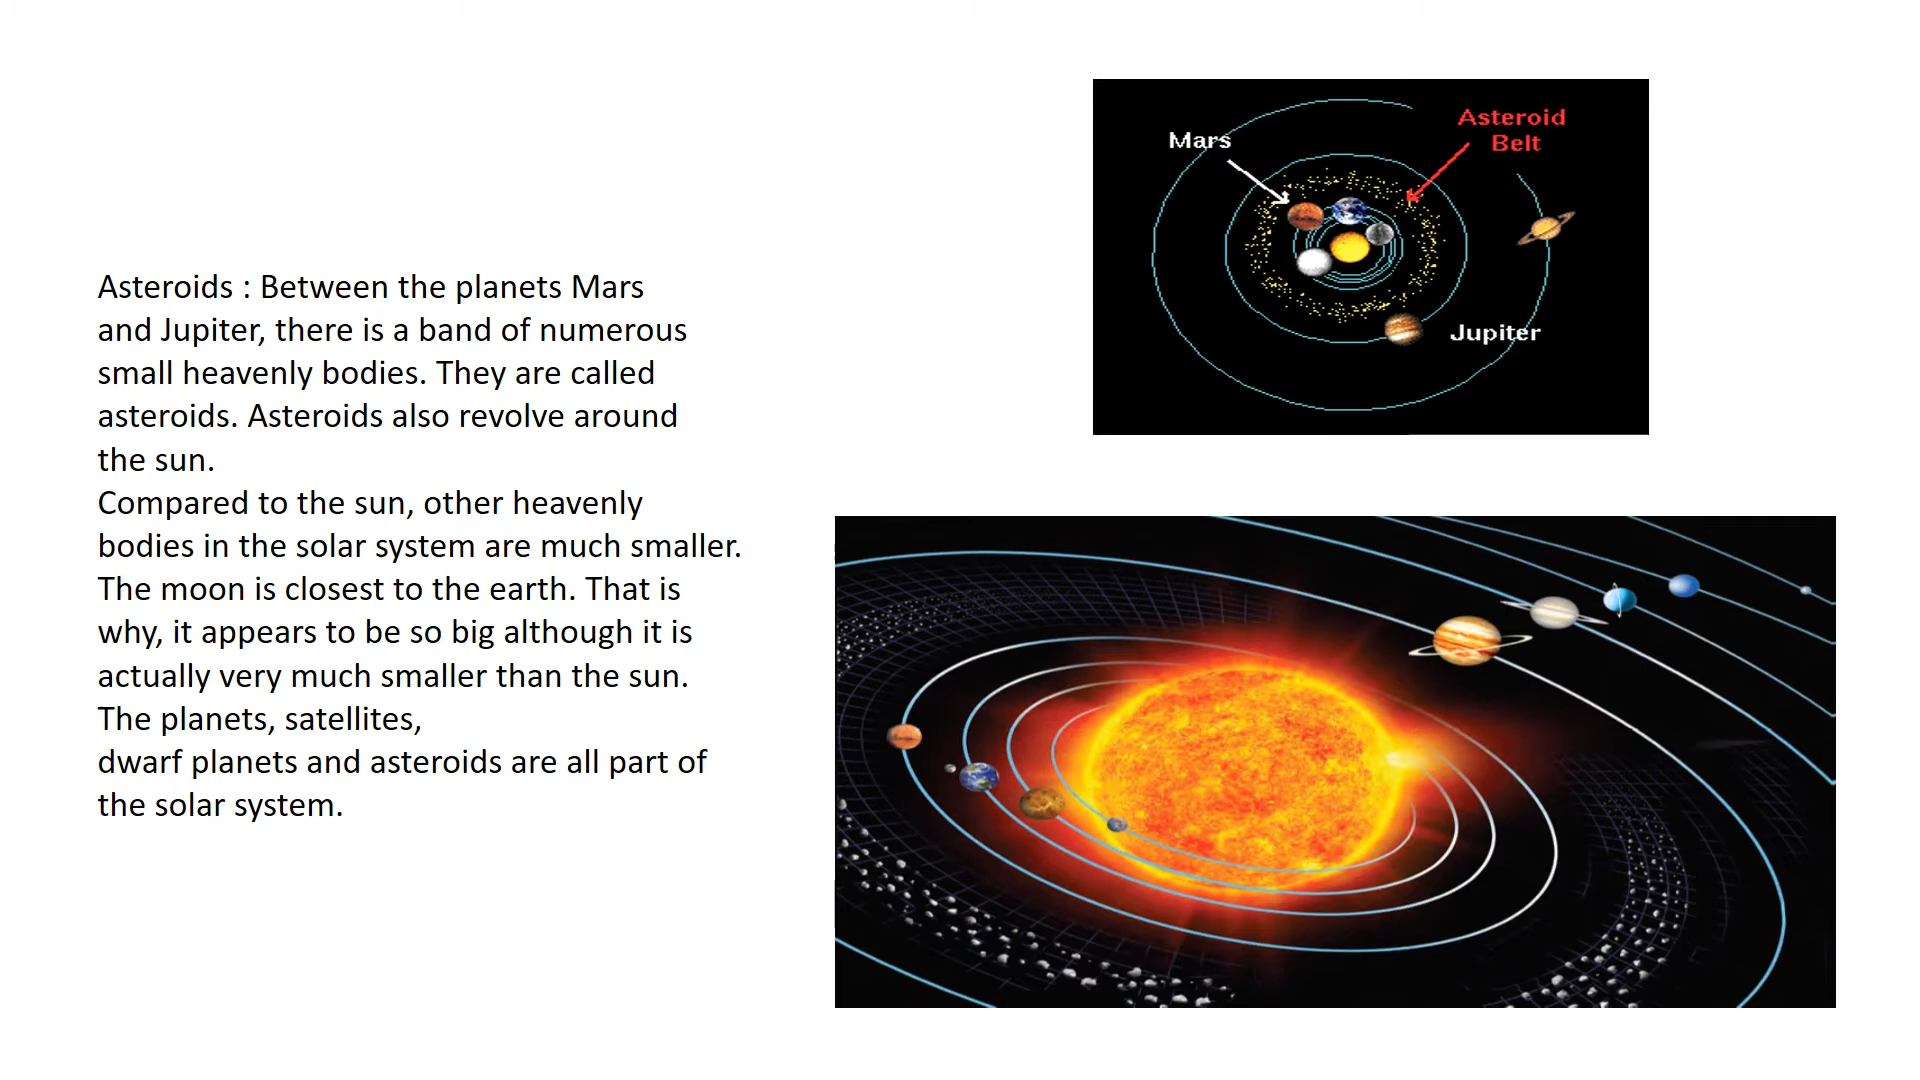 Asteroids : Between the planets Mars
and Jupiter, there is a band of numerous
small heavenly bodies. They are called
asteroids. Asteroids also revolve around
the sun.
Compared to the sun, other heavenly
bodies in the solar system are much smaller.
The moon is closest to the earth. That is
why, it appears to be so big although it is
actually very much smaller than the sun.
The planets, satellites,
dwarf planets and asteroids are all part of
the solar system.
Mars
Asteroid
Belt
Jupiter